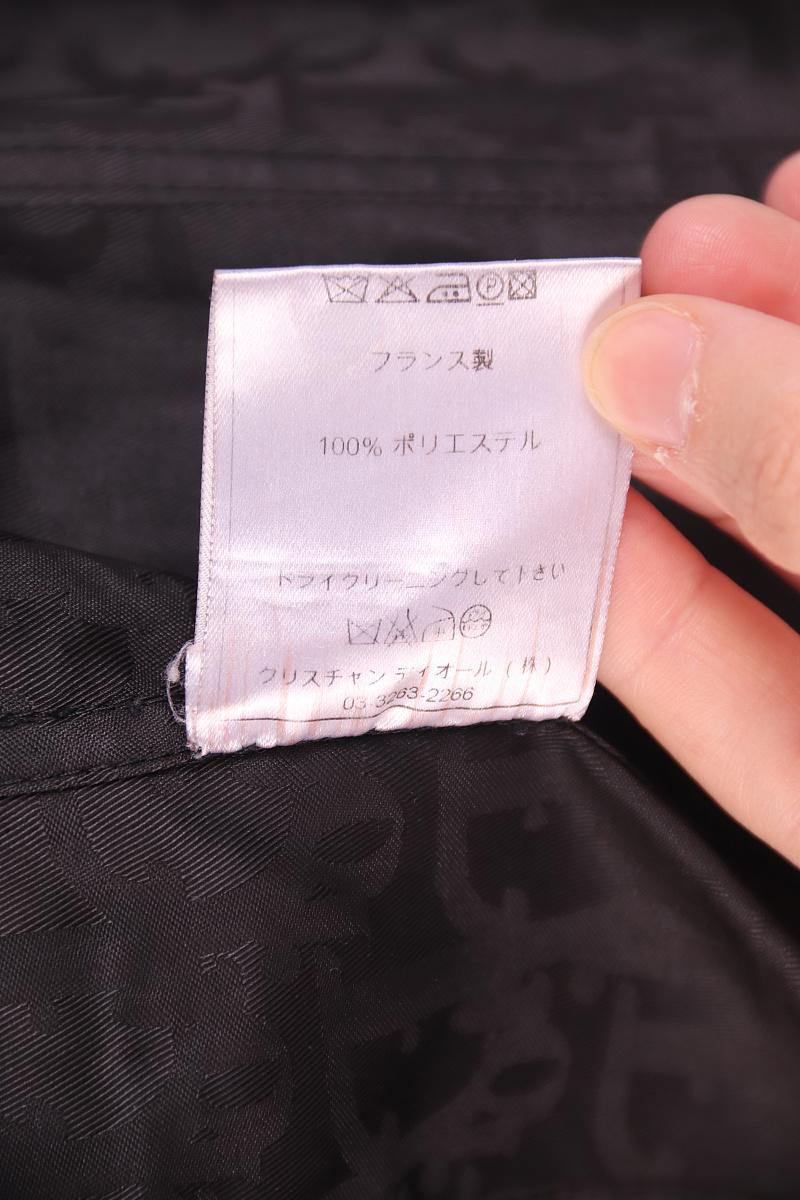 フランス製
100% ポリエステル
ドライクリーニングして下さい
クリスチャン ディオール (株)
03-3263-2266